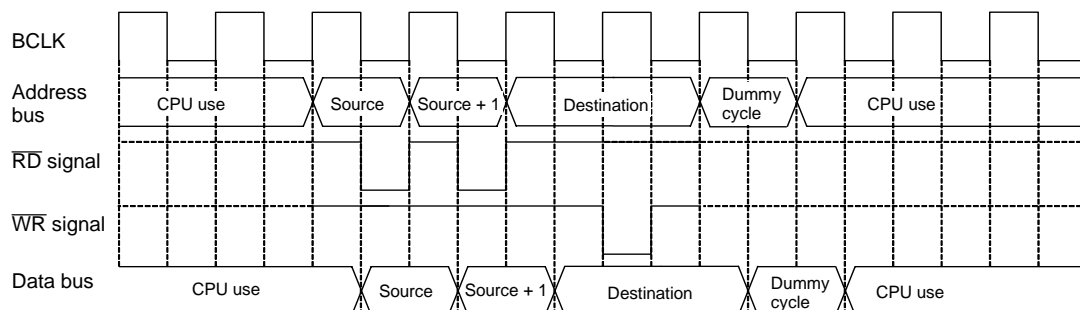 BCLK
Address
bus
CPU use
Source
Source + 1
Destination
Dummy
cycle
CPU use
RD signal
WR signal
Data bus
CPU use
Source
Source + 1
Destination
Dummy
cycle
CPU use